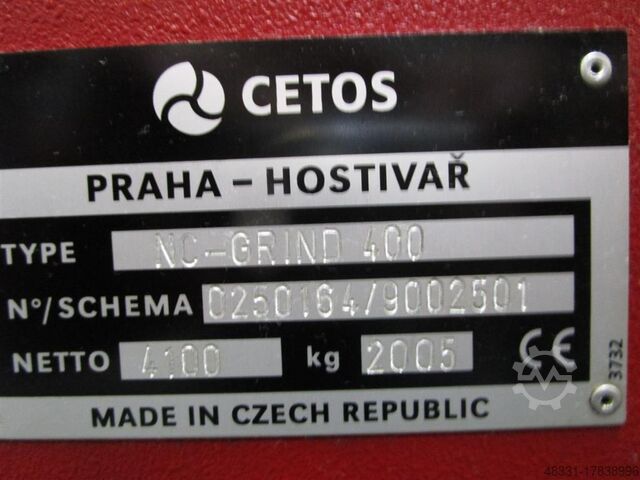 CETOS
PRAHA – HOSTIVAŘ
TYPE NC-GRIND 400
N°/SCHEMA 0250164/9002501
NETTO 4100 kg 2005 CE
3732
MADE IN CZECH REPUBLIC
48331-17838996